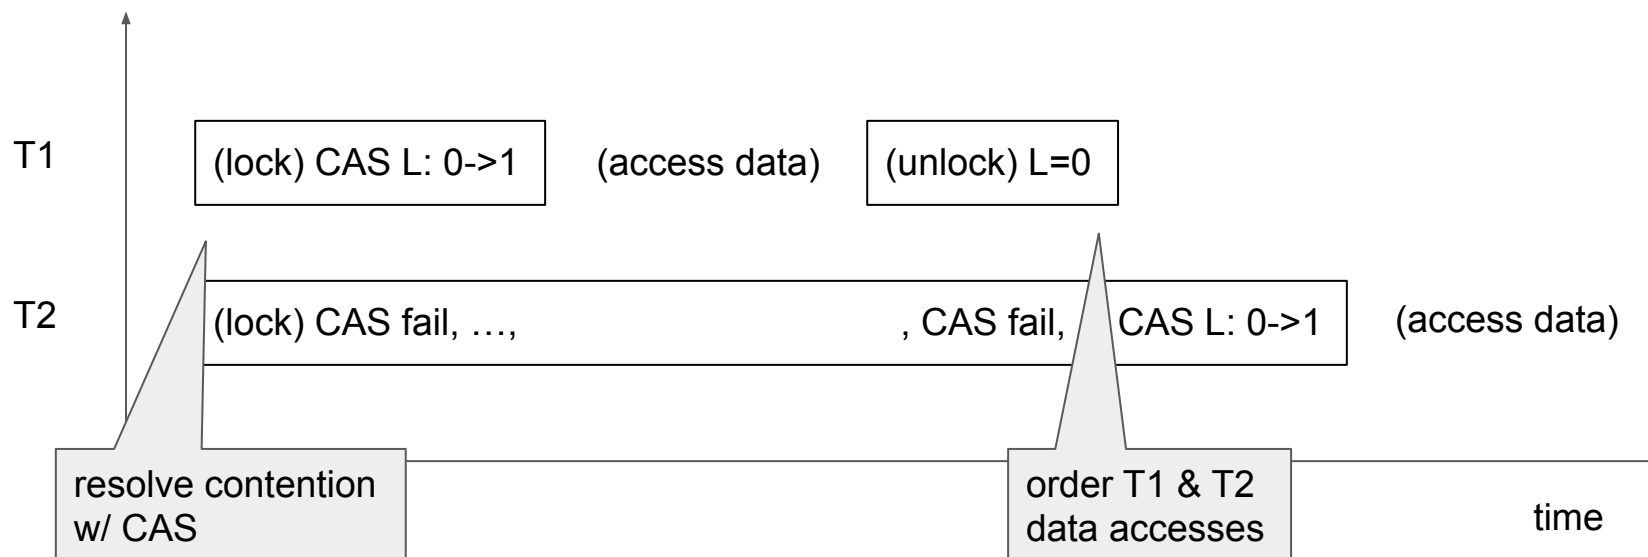 T1
(lock) CAS L: 0->1
(access data)
(unlock) L=0
T2
(lock) CAS fail, …, , CAS fail, CAS L: 0->1
(access data)
resolve contention
w/ CAS
order T1 & T2
data accesses
time